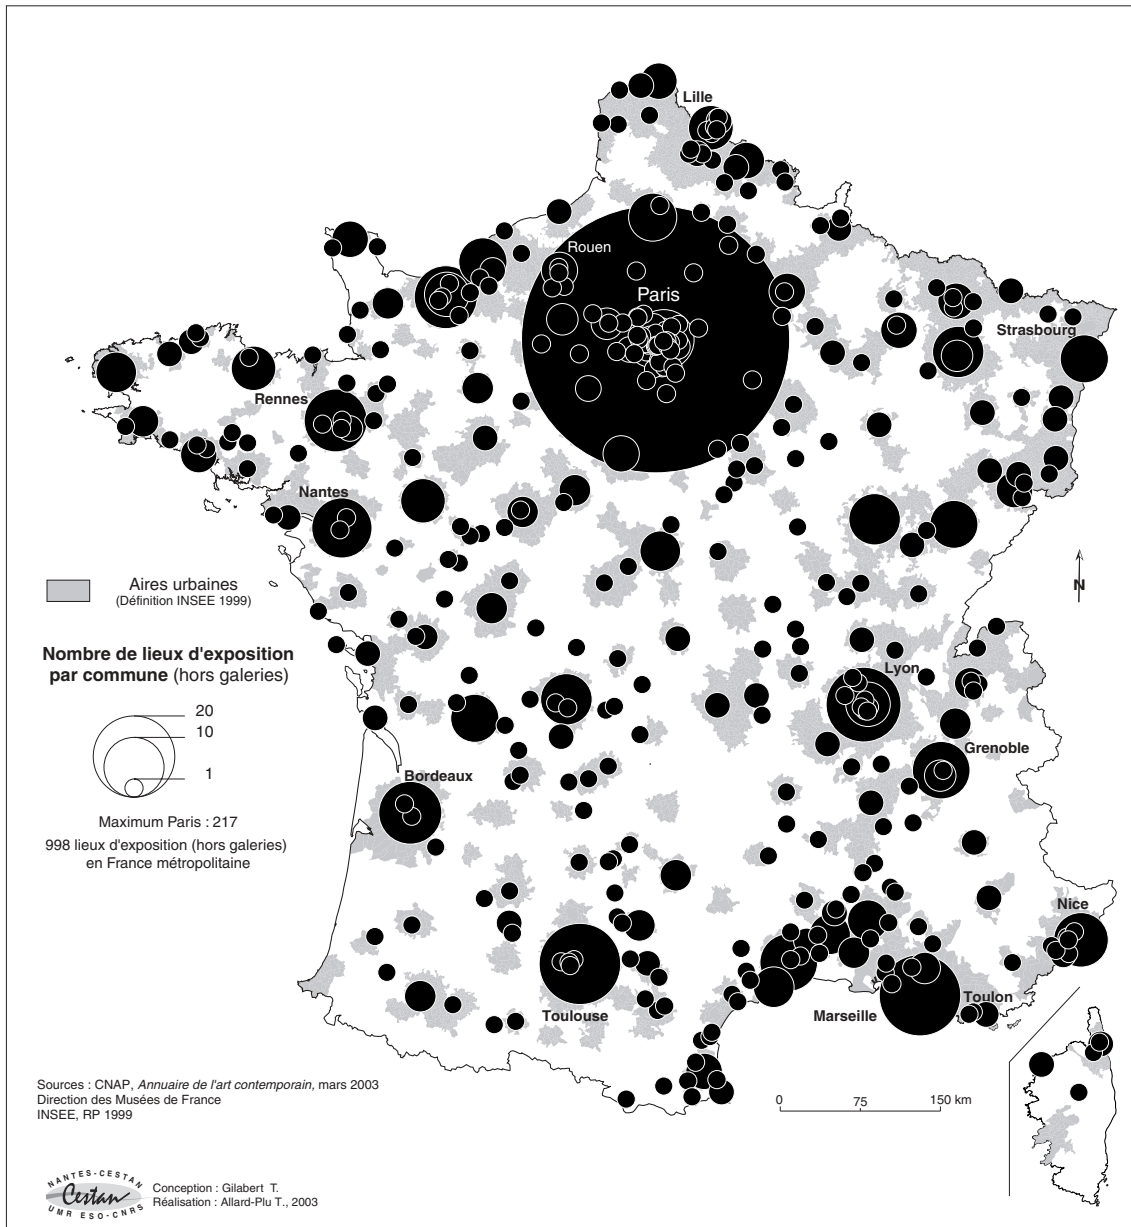 Lille
Rouen
Paris
Strasbourg
Rennes
Nantes
N
Aires urbaines
(Définition INSEE 1999)
Nombre de lieux d'exposition
par commune (hors galeries)
20
10
1
Maximum Paris : 217
998 lieux d'exposition (hors galeries)
en France métropolitaine
Lyon
Grenoble
Bordeaux
Nice
Toulouse
Marseille
Toulon
Sources : CNAP, Annuaire de l'art contemporain, mars 2003
Direction des Musées de France
INSEE, RP 1999
0 75 150 km
NANTES-CESTAN
Cestan
UMR ESO-CNRS
Conception : Gilabert T.
Réalisation : Allard-Plu T., 2003